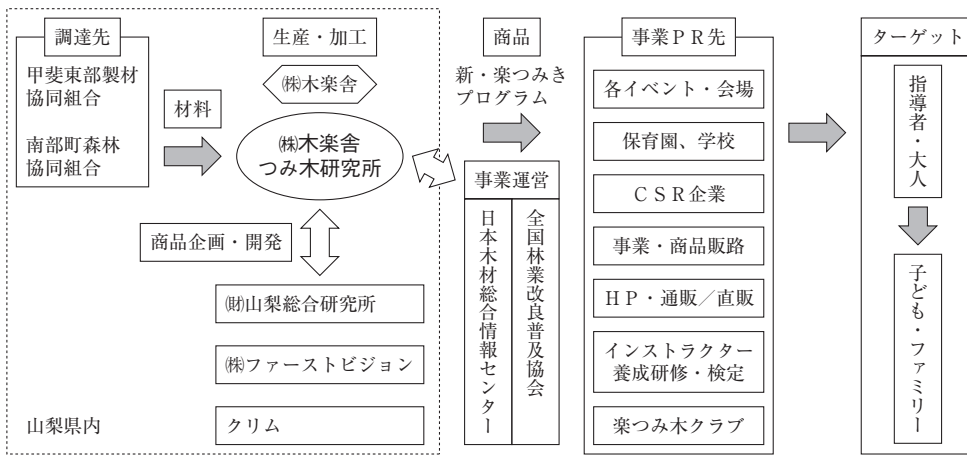 調達先
甲斐東部製材
協同組合
南部町森林
協同組合
材料
生産・加工
㈱木楽舎
㈱木楽舎
つみ木研究所
商品企画・開発
㈶山梨総合研究所
㈱ファーストビジョン
クリム
山梨県内
商品
新・楽つみき
プログラム
事業運営
日本木材総合情報センター
全国林業改良普及協会
事業ＰＲ先
各イベント・会場
保育園、学校
ＣＳＲ企業
事業・商品販路
ＨＰ・通販／直販
インストラクター
養成研修・検定
楽つみ木クラブ
ターゲット
指導者・大人
子ども・ファミリー